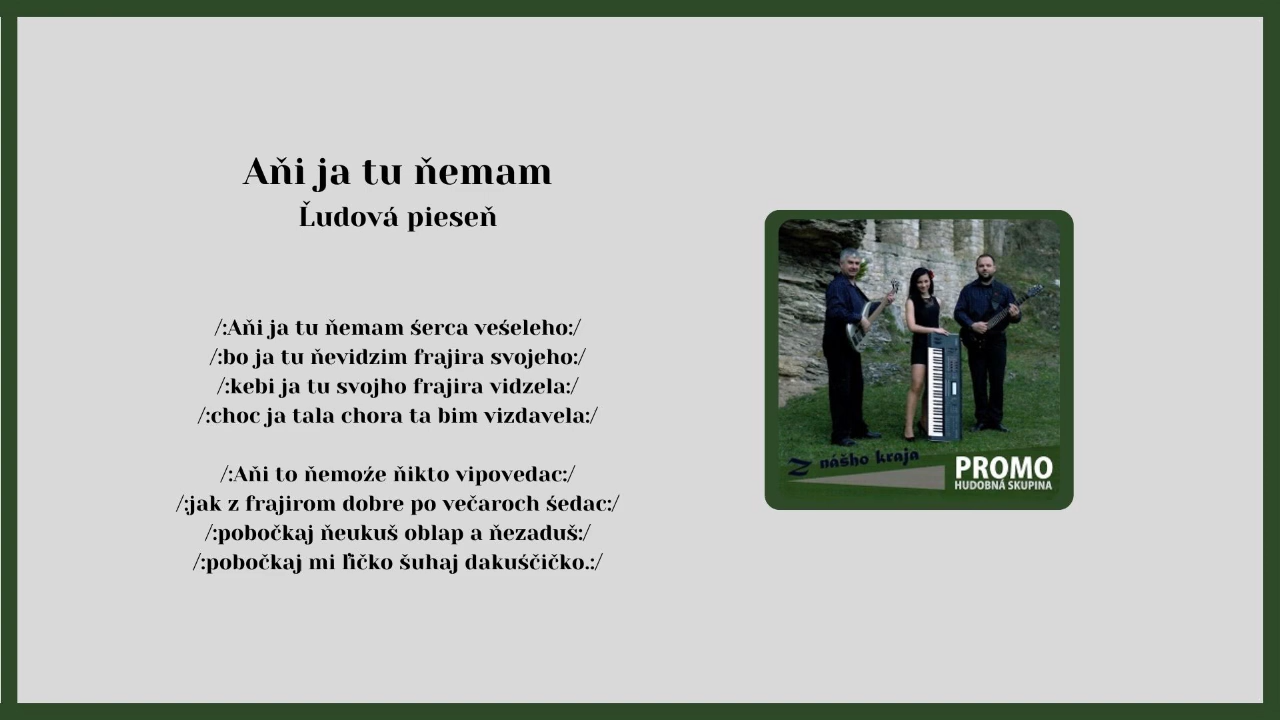 Aňi ja tu ňemam
Ľudová pieseň
/:Aňi ja tu ňemam śerca veśeleho:/
/:bo ja tu ňevidzim frajira svojeho:/
/:kebi ja tu svojho frajira vidzela:/
/:choc ja tala chora ta bim vizdavela:/
/:Aňi to ňemoźe ňikto vipovedac:/
/:jak z frajirom dobre po večaroch śedac:/
/:pobočkaj ňeukuš oblap a ňezaduš:/
/:pobočkaj mi ľičko šuhaj dakuśčičko.:/
Z nášho kraja
PROMO
HUDOBNÁ SKUPINA